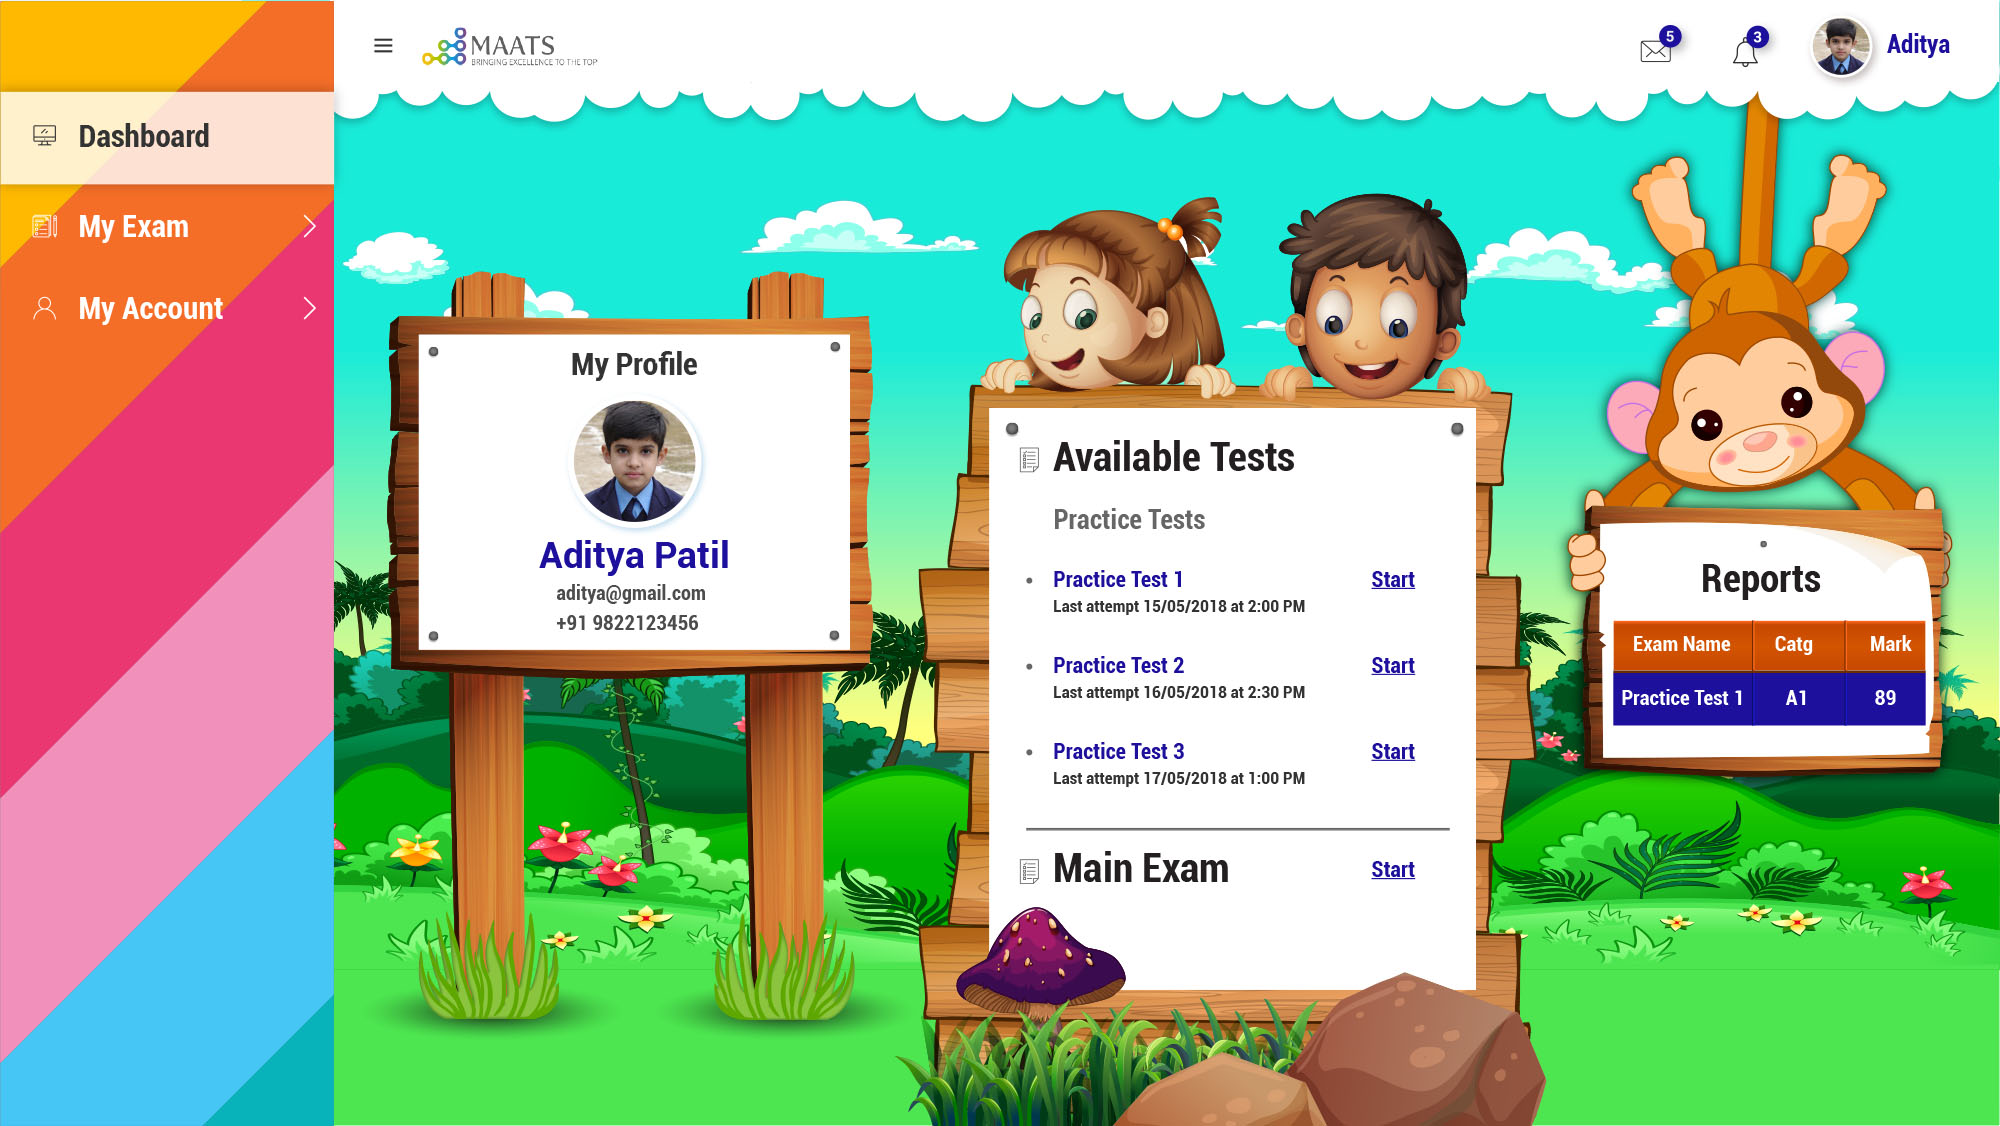 MAATS
BRINGING EXCELLENCE TO THE TOP
5
3
Aditya
Dashboard
My Exam
My Account
My Profile
Aditya Patil
aditya@gmail.com
+91 9822123456
Available Tests
Practice Tests
Practice Test 1 Start
Last attempt 15/05/2018 at 2:00 PM
Practice Test 2 Start
Last attempt 16/05/2018 at 2:30 PM
Practice Test 3 Start
Last attempt 17/05/2018 at 1:00 PM
Main Exam Start
Reports
Exam Name Catg Mark
Practice Test 1 A1 89